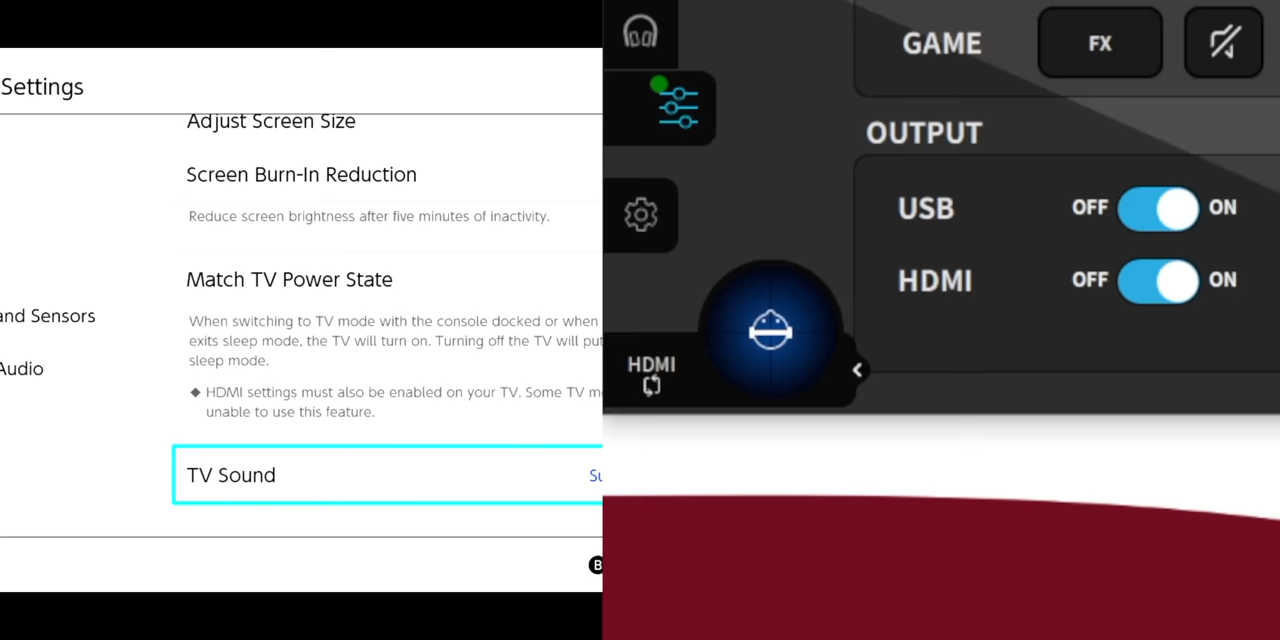 Settings
Adjust Screen Size
Screen Burn-In Reduction
Reduce screen brightness after five minutes of inactivity.
Match TV Power State
and Sensors
When switching to TV mode with the console docked or when
exits sleep mode, the TV will turn on. Turning off the TV will put
Audio
sleep mode.
◆ HDMI settings must also be enabled on your TV. Some TV
unable to use this feature.
TV Sound
B
GAME FX
OUTPUT
USB OFF ON
HDMI OFF ON
HDMI